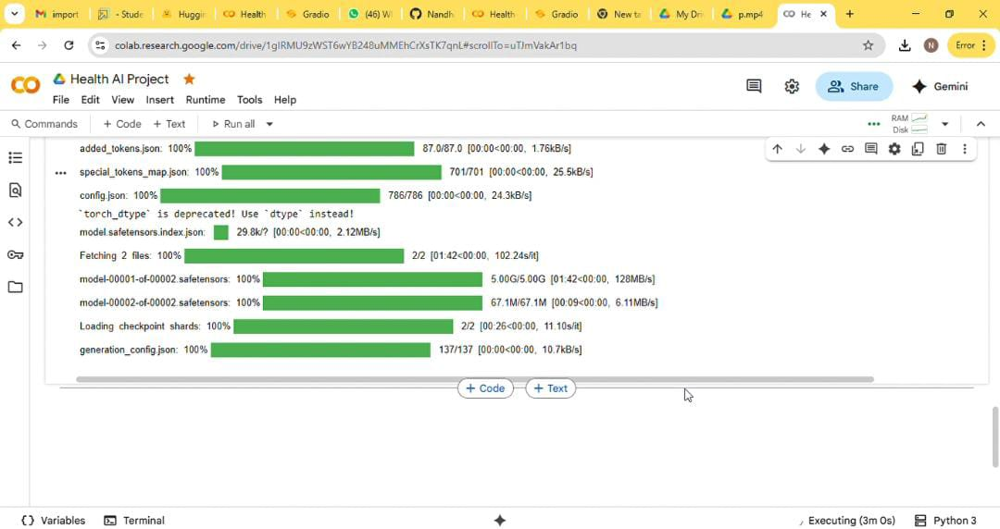 import
- Stude
Huggin
Health
Gradio
(46) W
Nandh
Health
Gradio
New ta
My Dri
p.mp4
He
colab.research.google.com/drive/1gIRMU9zWST6wYB248uMMEhCrXsTK7qnL#scrollTo=uTJmVakAr1bq
N
Error
Health AI Project
File Edit View Insert Runtime Tools Help
Share
Gemini
Commands + Code + Text Run all
RAM
Disk
added_tokens.json: 100% 87.0/87.0 [00:00<00:00, 1.76kB/s]
special_tokens_map.json: 100% 701/701 [00:00<00:00, 25.5kB/s]
config.json: 100% 786/786 [00:00<00:00, 24.3kB/s]
`torch_dtype` is deprecated! Use `dtype` instead!
model.safetensors.index.json: 29.8k/? [00:00<00:00, 2.12MB/s]
Fetching 2 files: 100% 2/2 [01:42<00:00, 102.24s/it]
model-00001-of-00002.safetensors: 100% 5.00G/5.00G [01:42<00:00, 128MB/s]
model-00002-of-00002.safetensors: 100% 67.1M/67.1M [00:09<00:00, 6.11MB/s]
Loading checkpoint shards: 100% 2/2 [00:26<00:00, 11.10s/it]
generation_config.json: 100% 137/137 [00:00<00:00, 10.7kB/s]
+ Code + Text
{} Variables Terminal Executing (3m 0s) Python 3